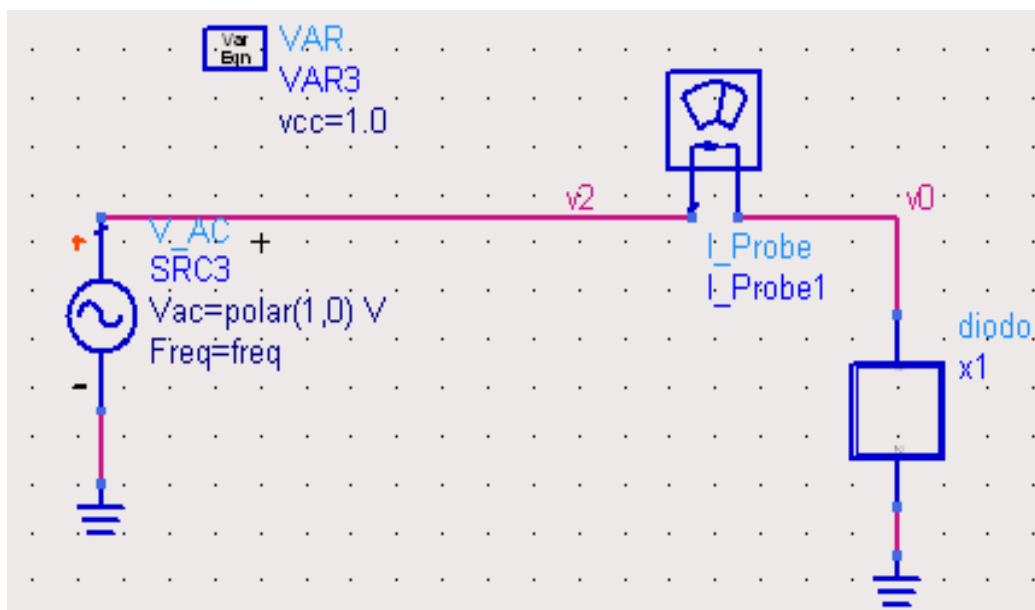 Var
Eqn
VAR
VAR3
vcc=1.0
v2
v0
V_AC
SRC3
Vac=polar(1,0) V
Freq=freq
+
-
I_Probe
I_Probe1
diodo
x1